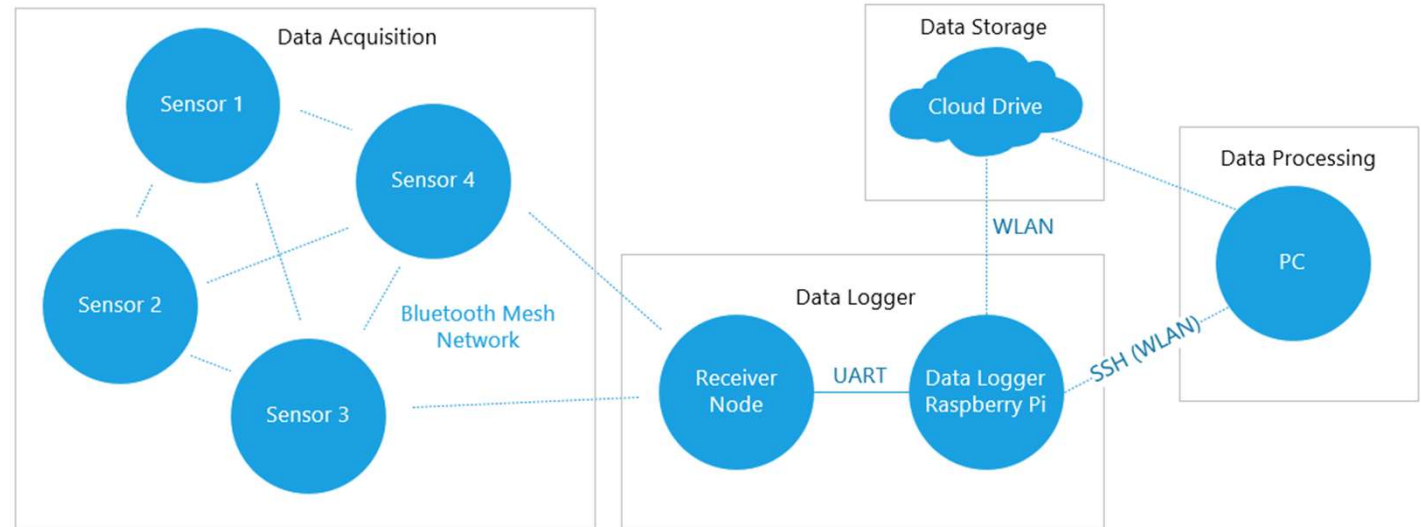 Data Acquisition
Sensor 1
Sensor 4
Sensor 2
Bluetooth Mesh
Network
Sensor 3
Data Storage
Cloud Drive
WLAN
Data Logger
Receiver
Node
UART
Data Logger
Raspberry Pi
SSH (WLAN)
Data Processing
PC